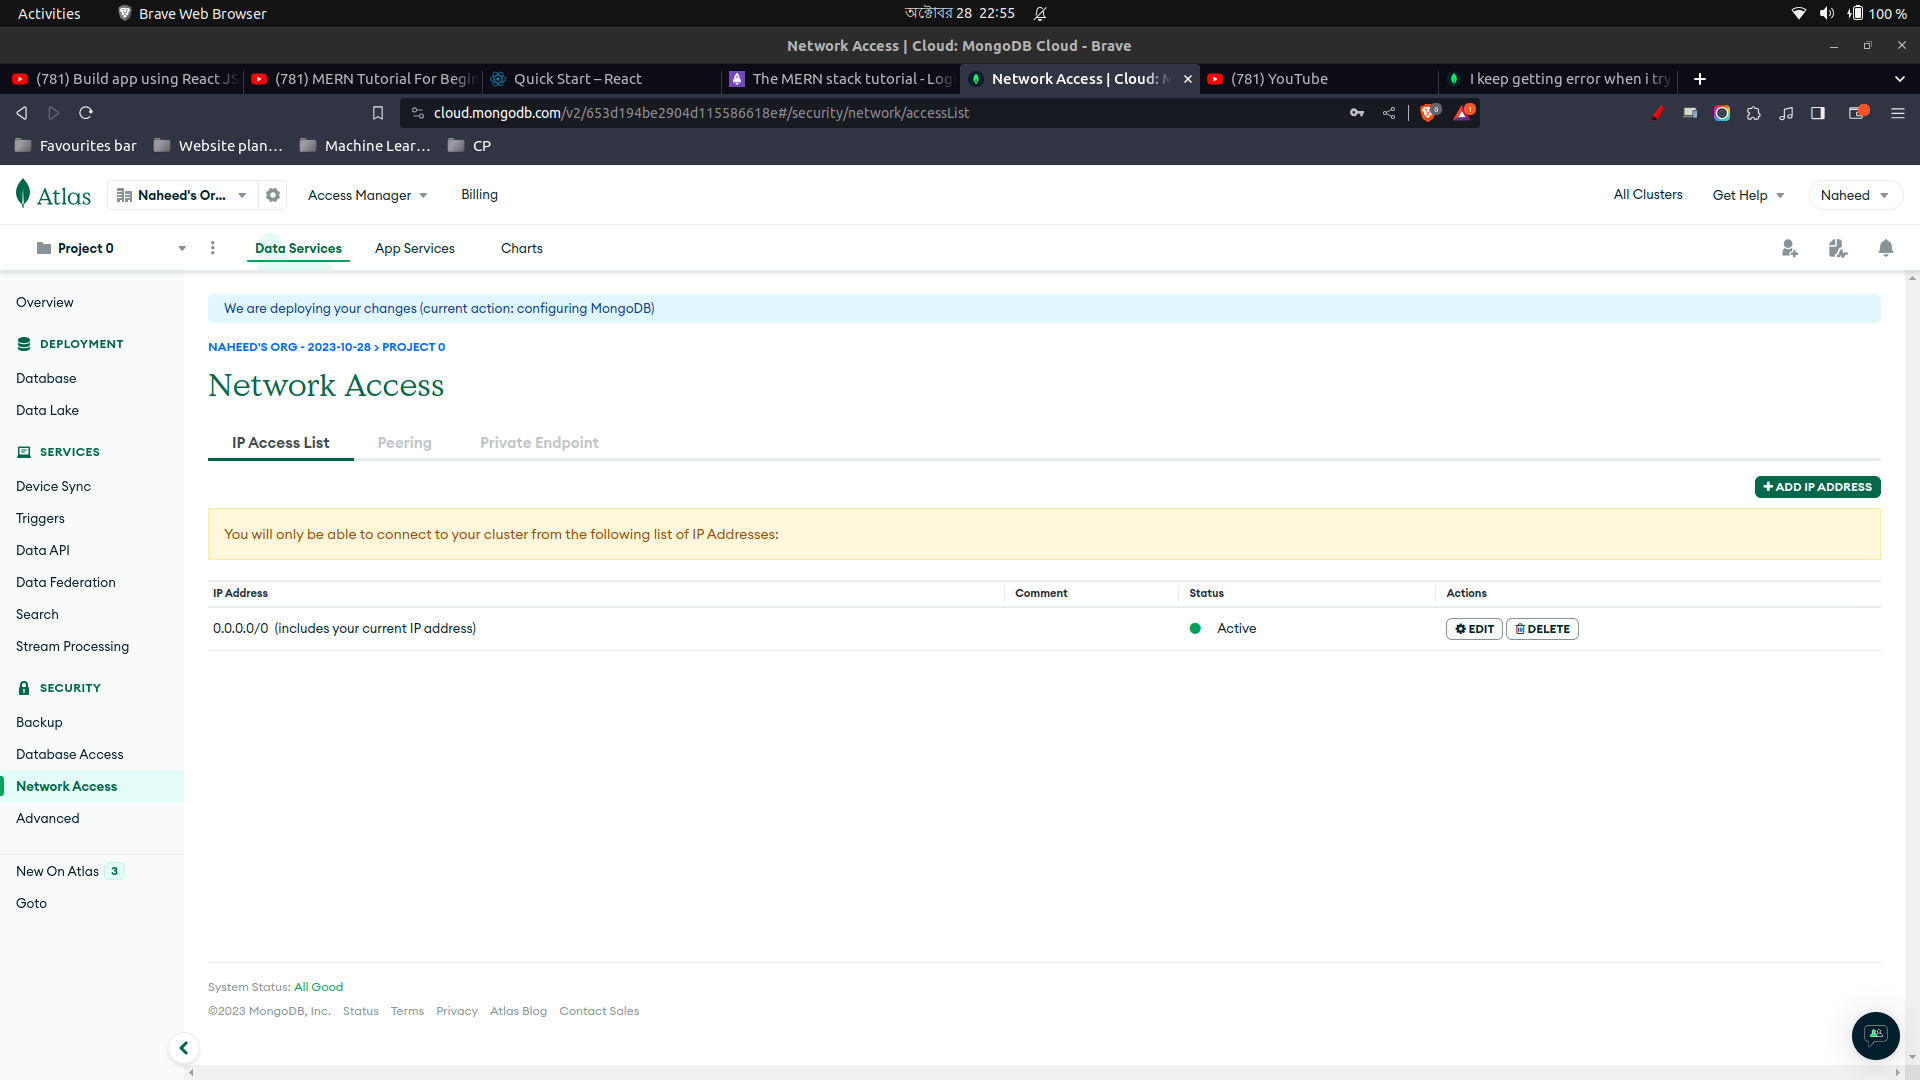 Activities
Brave Web Browser
অক্টোবর 28 22:55
100 %
Network Access | Cloud: MongoDB Cloud - Brave
(781) Build app using React JS
(781) MERN Tutorial For Begin
Quick Start – React
The MERN stack tutorial - Log
Network Access | Cloud: M
(781) YouTube
I keep getting error when i try
cloud.mongodb.com/v2/653d194be2904d115586618e#/security/network/accessList
Favourites bar
Website plan...
Machine Lear...
CP
Atlas
Naheed's Or...
Access Manager
Billing
All Clusters
Get Help
Naheed
Project 0
Data Services
App Services
Charts
Overview
DEPLOYMENT
Database
Data Lake
SERVICES
Device Sync
Triggers
Data API
Data Federation
Search
Stream Processing
SECURITY
Backup
Database Access
Network Access
Advanced
New On Atlas 3
Goto
We are deploying your changes (current action: configuring MongoDB)
NAHEED'S ORG - 2023-10-28 > PROJECT 0
Network Access
IP Access List
Peering
Private Endpoint
+ ADD IP ADDRESS
You will only be able to connect to your cluster from the following list of IP Addresses:
IP Address
Comment
Status
Actions
0.0.0.0/0 (includes your current IP address)
Active
EDIT
DELETE
System Status: All Good
©2023 MongoDB, Inc. Status Terms Privacy Atlas Blog Contact Sales